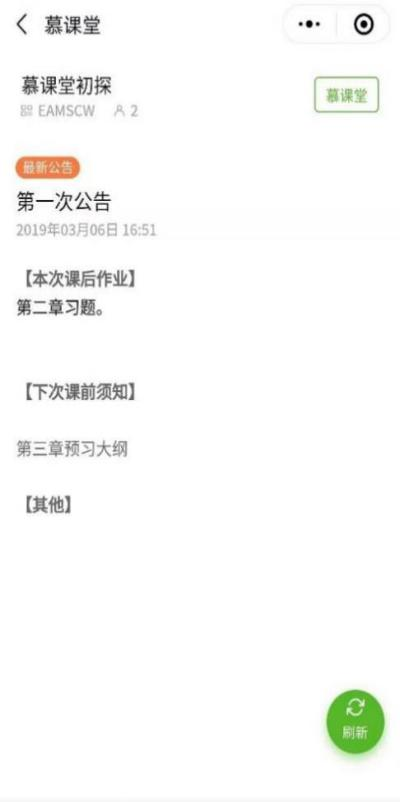 慕课堂
慕课堂初探
慕课堂
EAMSCW 2
最新公告
第一次公告
2019年03月06日 16:51
【本次课后作业】
第二章习题。
【下次课前须知】
第三章预习大纲
【其他】
刷新